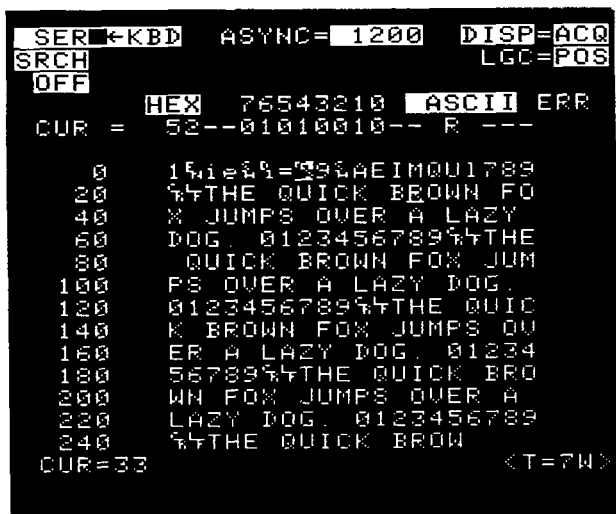 SER ←KBD ASYNC= 1200 DISP=ACQ
SRCH LGC=POS
OFF
HEX 76543210 ASCII ERR
CUR = 52--01010010-- R ---
0 AEIMQU1789
20 ␍␊THE QUICK BROWN FO
40 X JUMPS OVER A LAZY
60 DOG. 0123456789␍␊THE
80 QUICK BROWN FOX JUM
100 PS OVER A LAZY DOG.
120 0123456789␍␊THE QUIC
140 K BROWN FOX JUMPS OV
160 ER A LAZY DOG. 01234
180 56789␍␊THE QUICK BRO
200 WN FOX JUMPS OVER A
220 LAZY DOG. 0123456789
240 ␍␊THE QUICK BROW
CUR=33 <T=7W>